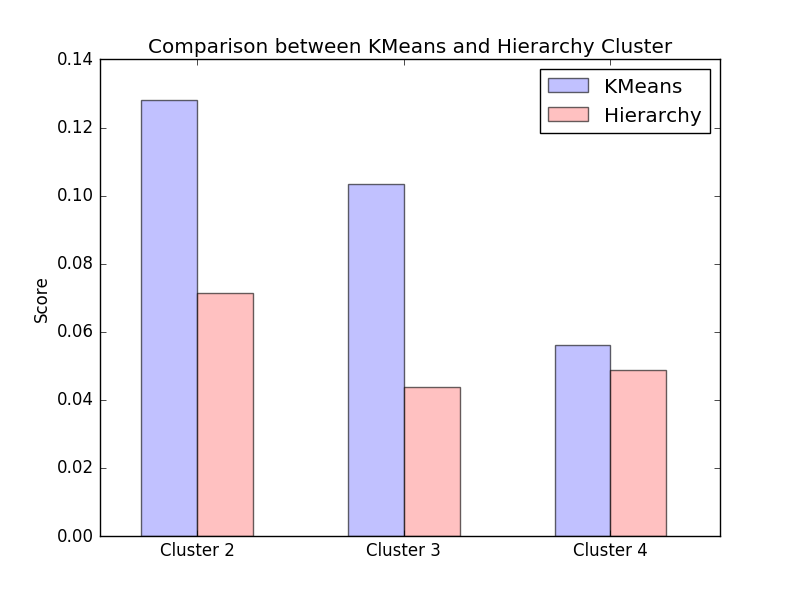 Comparison between KMeans and Hierarchy Cluster
KMeans
Hierarchy
0.14
0.12
0.10
0.08
0.06
0.04
0.02
0.00
Score
Cluster 2
Cluster 3
Cluster 4